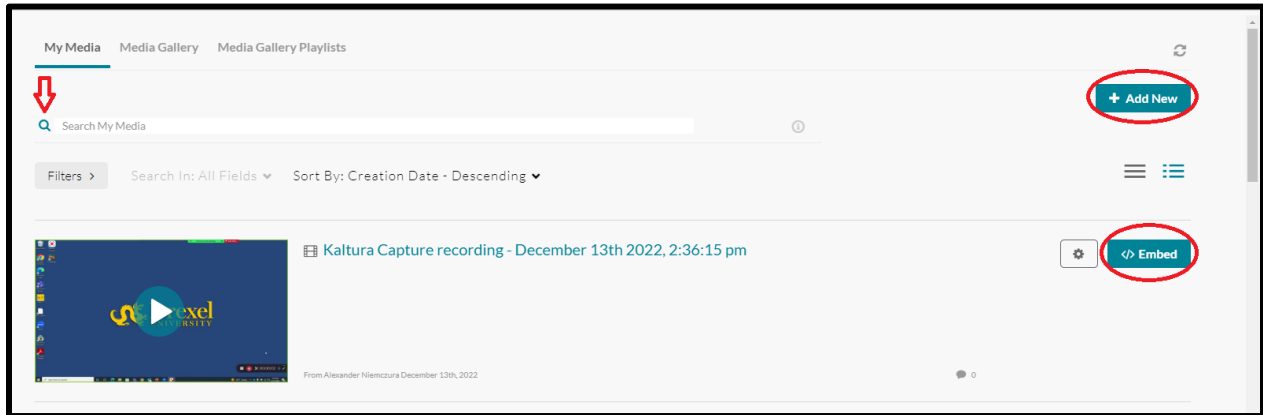 My Media Media Gallery Media Gallery Playlists
+ Add New
Search My Media
Filters > Search In: All Fields Sort By: Creation Date - Descending
Kaltura Capture recording - December 13th 2022, 2:36:15 pm
</> Embed
From Alexander Niemczura December 13th, 2022
0